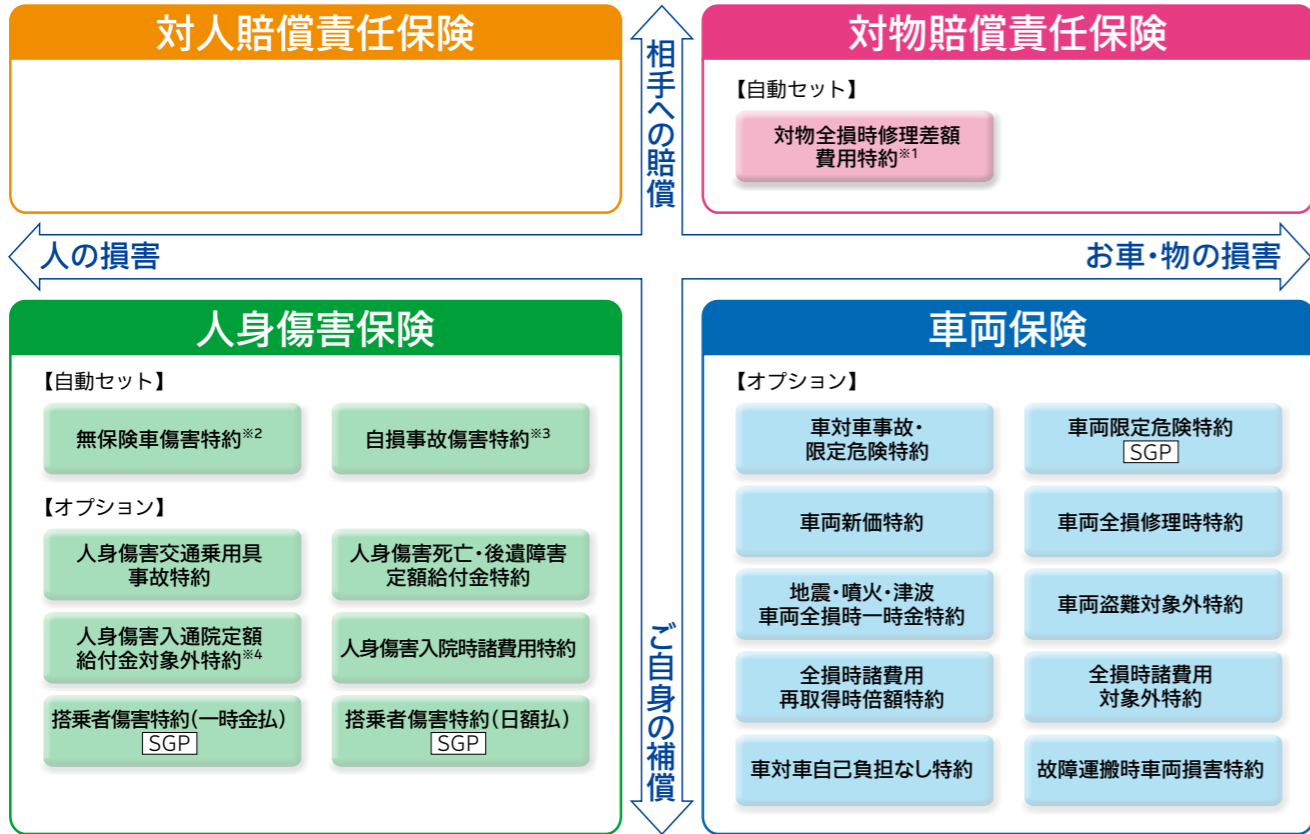 対人賠償責任保険
相手への賠償
対物賠償責任保険
【自動セット】
対物全損時修理差額
費用特約※1
人の損害
お車・物の損害
人身傷害保険
【自動セット】
無保険車傷害特約※2
自損事故傷害特約※3
【オプション】
人身傷害交通乗用具
事故特約
人身傷害死亡・後遺障害
定額給付金特約
人身傷害入通院定額
給付金対象外特約※4
人身傷害入院時諸費用特約
搭乗者傷害特約(一時金払)
SGP
搭乗者傷害特約(日額払)
SGP
ご自身の補償
車両保険
【オプション】
車対車事故・
限定危険特約
車両限定危険特約
SGP
車両新価特約
車両全損修理時特約
地震・噴火・津波
車両全損時一時金特約
車両盗難対象外特約
全損時諸費用
再取得時倍額特約
全損時諸費用
対象外特約
車対車自己負担なし特約
故障運搬時車両損害特約